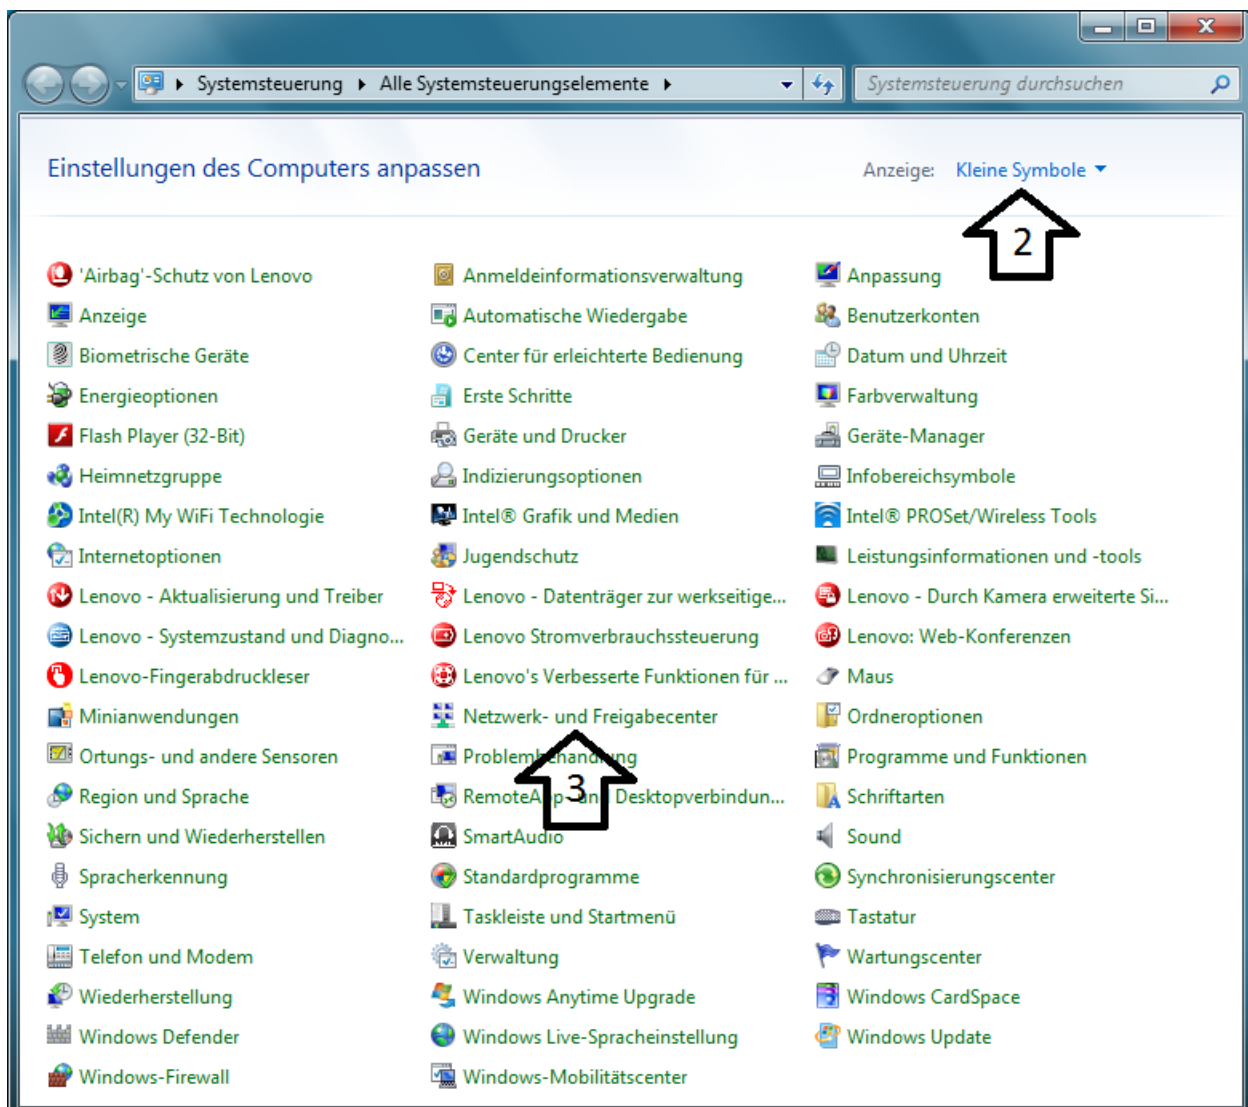 Systemsteuerung Alle Systemsteuerungselemente Systemsteuerung durchsuchen
Einstellungen des Computers anpassen Anzeige: Kleine Symbole
2
'Airbag'-Schutz von Lenovo Anmeldeinformationsverwaltung Anpassung
Anzeige Automatische Wiedergabe Benutzerkonten
Biometrische Geräte Center für erleichterte Bedienung Datum und Uhrzeit
Energieoptionen Erste Schritte Farbverwaltung
Flash Player (32-Bit) Geräte und Drucker Geräte-Manager
Heimnetzgruppe Indizierungsoptionen Infobereichsymbole
Intel(R) My WiFi Technologie Intel® Grafik und Medien Intel® PROSet/Wireless Tools
Internetoptionen Jugendschutz Leistungsinformationen und -tools
Lenovo - Aktualisierung und Treiber Lenovo - Datenträger zur werkseitige... Lenovo - Durch Kamera erweiterte Si...
Lenovo - Systemzustand und Diagno... Lenovo Stromverbrauchssteuerung Lenovo: Web-Konferenzen
Lenovo-Fingerabdruckleser Lenovo's Verbesserte Funktionen für ... Maus
Minianwendungen Netzwerk- und Freigabecenter Ordneroptionen
Ortungs- und andere Sensoren Problembehandlung Programme und Funktionen
Region und Sprache RemoteApp- und Desktopverbindun... Schriftarten
3
Sichern und Wiederherstellen SmartAudio Sound
Spracherkennung Standardprogramme Synchronisierungscenter
System Taskleiste und Startmenü Tastatur
Telefon und Modem Verwaltung Wartungscenter
Wiederherstellung Windows Anytime Upgrade Windows CardSpace
Windows Defender Windows Live-Spracheinstellung Windows Update
Windows-Firewall Windows-Mobilitätscenter